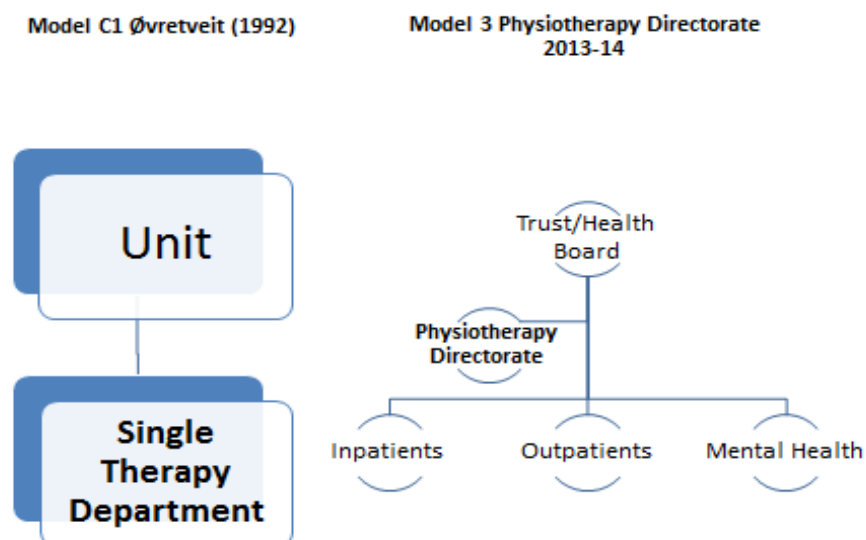 Model C1 Øvretveit (1992)
Model 3 Physiotherapy Directorate
2013-14
Unit
Single
Therapy
Department
Trust/Health
Board
Physiotherapy
Directorate
Inpatients
Outpatients
Mental Health